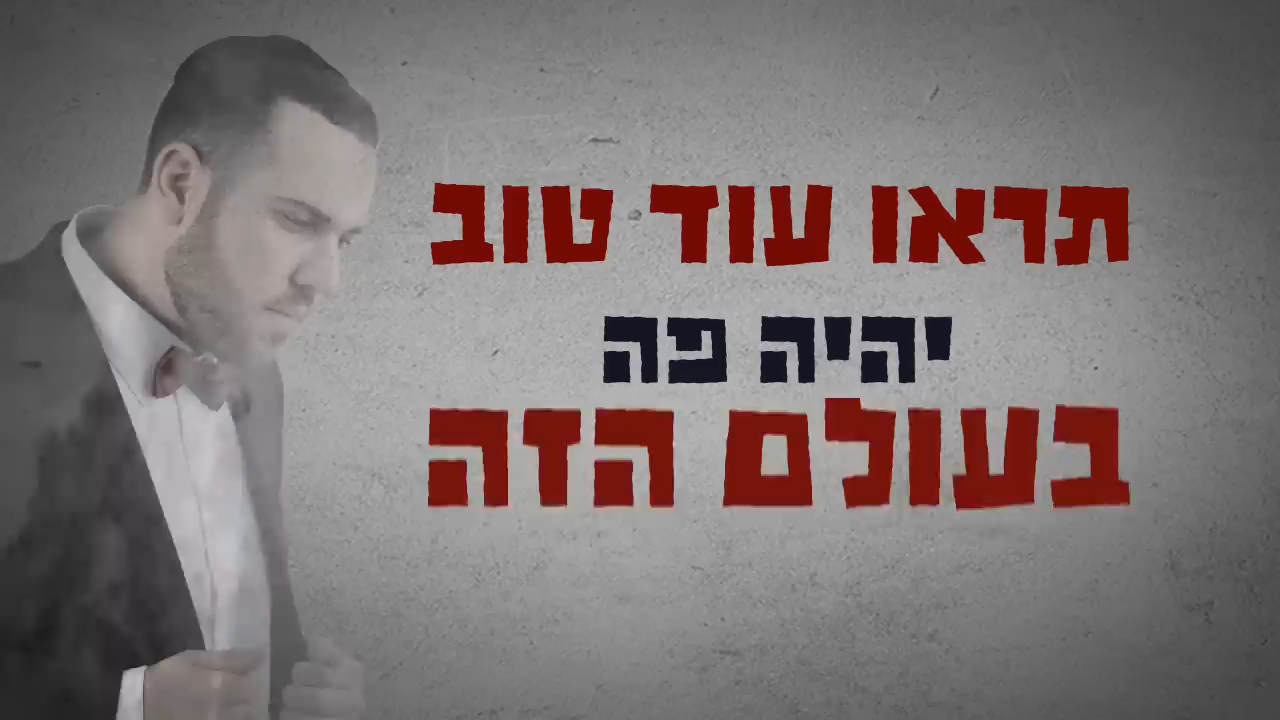 תראו עוד טוב
יהיה פה
בעולם הזה